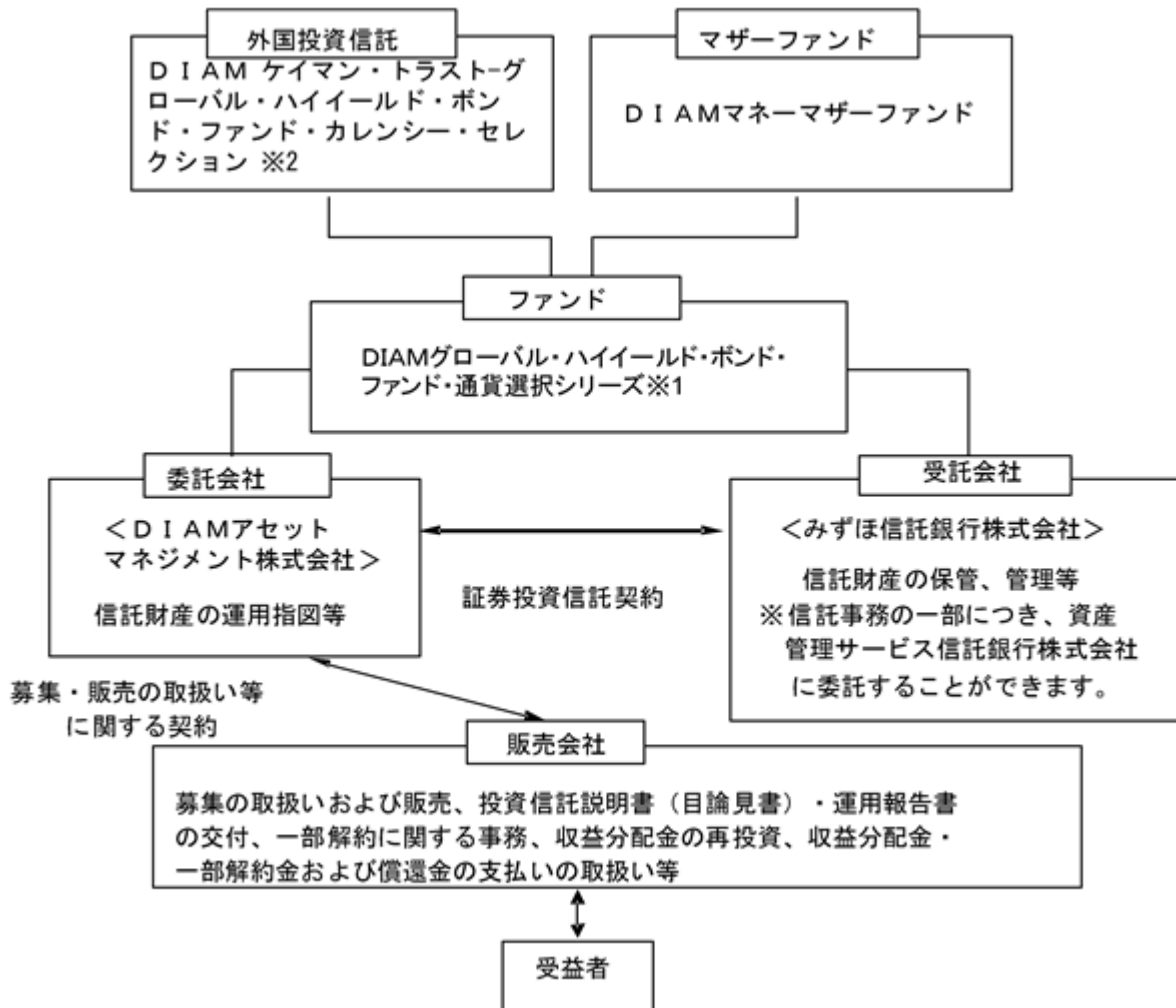 外国投資信託
DIAM ケイマン・トラスト-グ
ローバル・ハイイールド・ボン
ド・ファンド・カレンシー・セレ
クション ※2
マザーファンド
DIAMマネーマザーファンド
ファンド
DIAMグローバル・ハイイールド・ボンド・
ファンド・通貨選択シリーズ※1
委託会社
<DIAMアセット
マネジメント株式会社>
信託財産の運用指図等
証券投資信託契約
受託会社
<みずほ信託銀行株式会社>
信託財産の保管、管理等
※信託事務の一部につき、資産
管理サービス信託銀行株式会社
に委託することができます。
募集・販売の取扱い等
に関する契約
販売会社
募集の取扱いおよび販売、投資信託説明書(目論見書)・運用報告書
の交付、一部解約に関する事務、収益分配金の再投資、収益分配金・
一部解約金および償還金の支払いの取扱い等
受益者